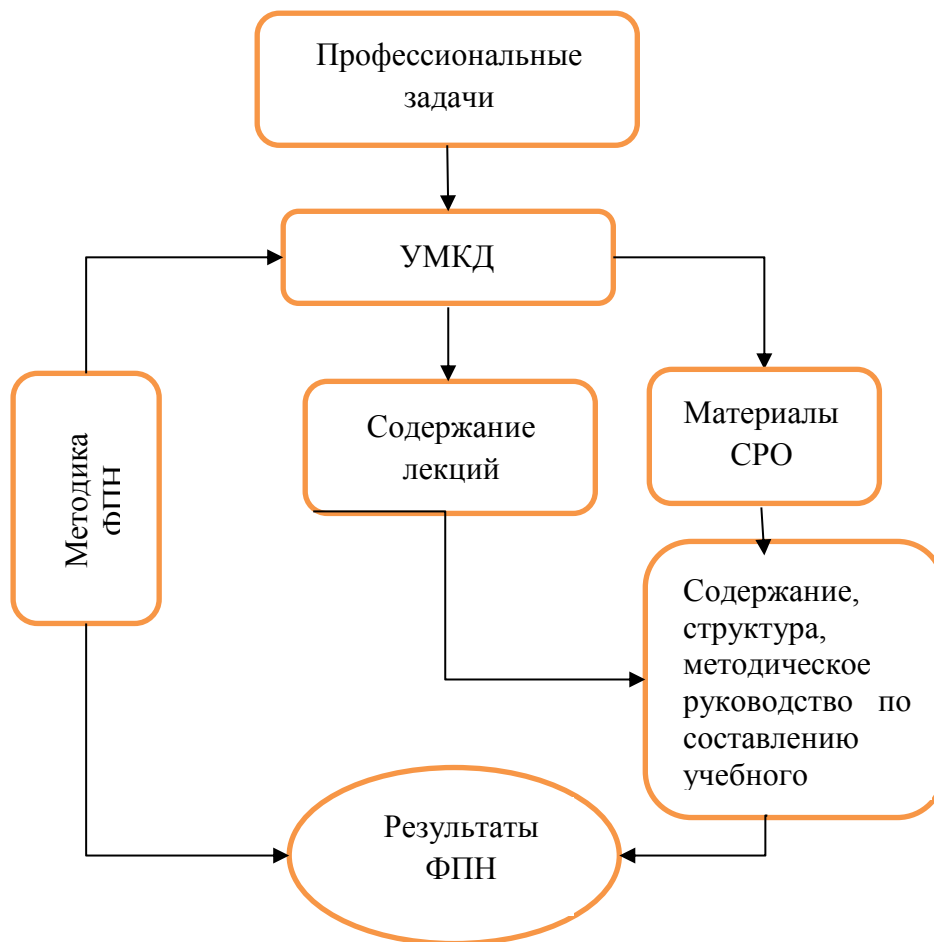 Профессиональные
задачи
УМКД
Методика
ФПН
Содержание
лекций
Материалы
СРО
Содержание,
структура,
методическое
руководство по
составлению
учебного
Результаты
ФПН